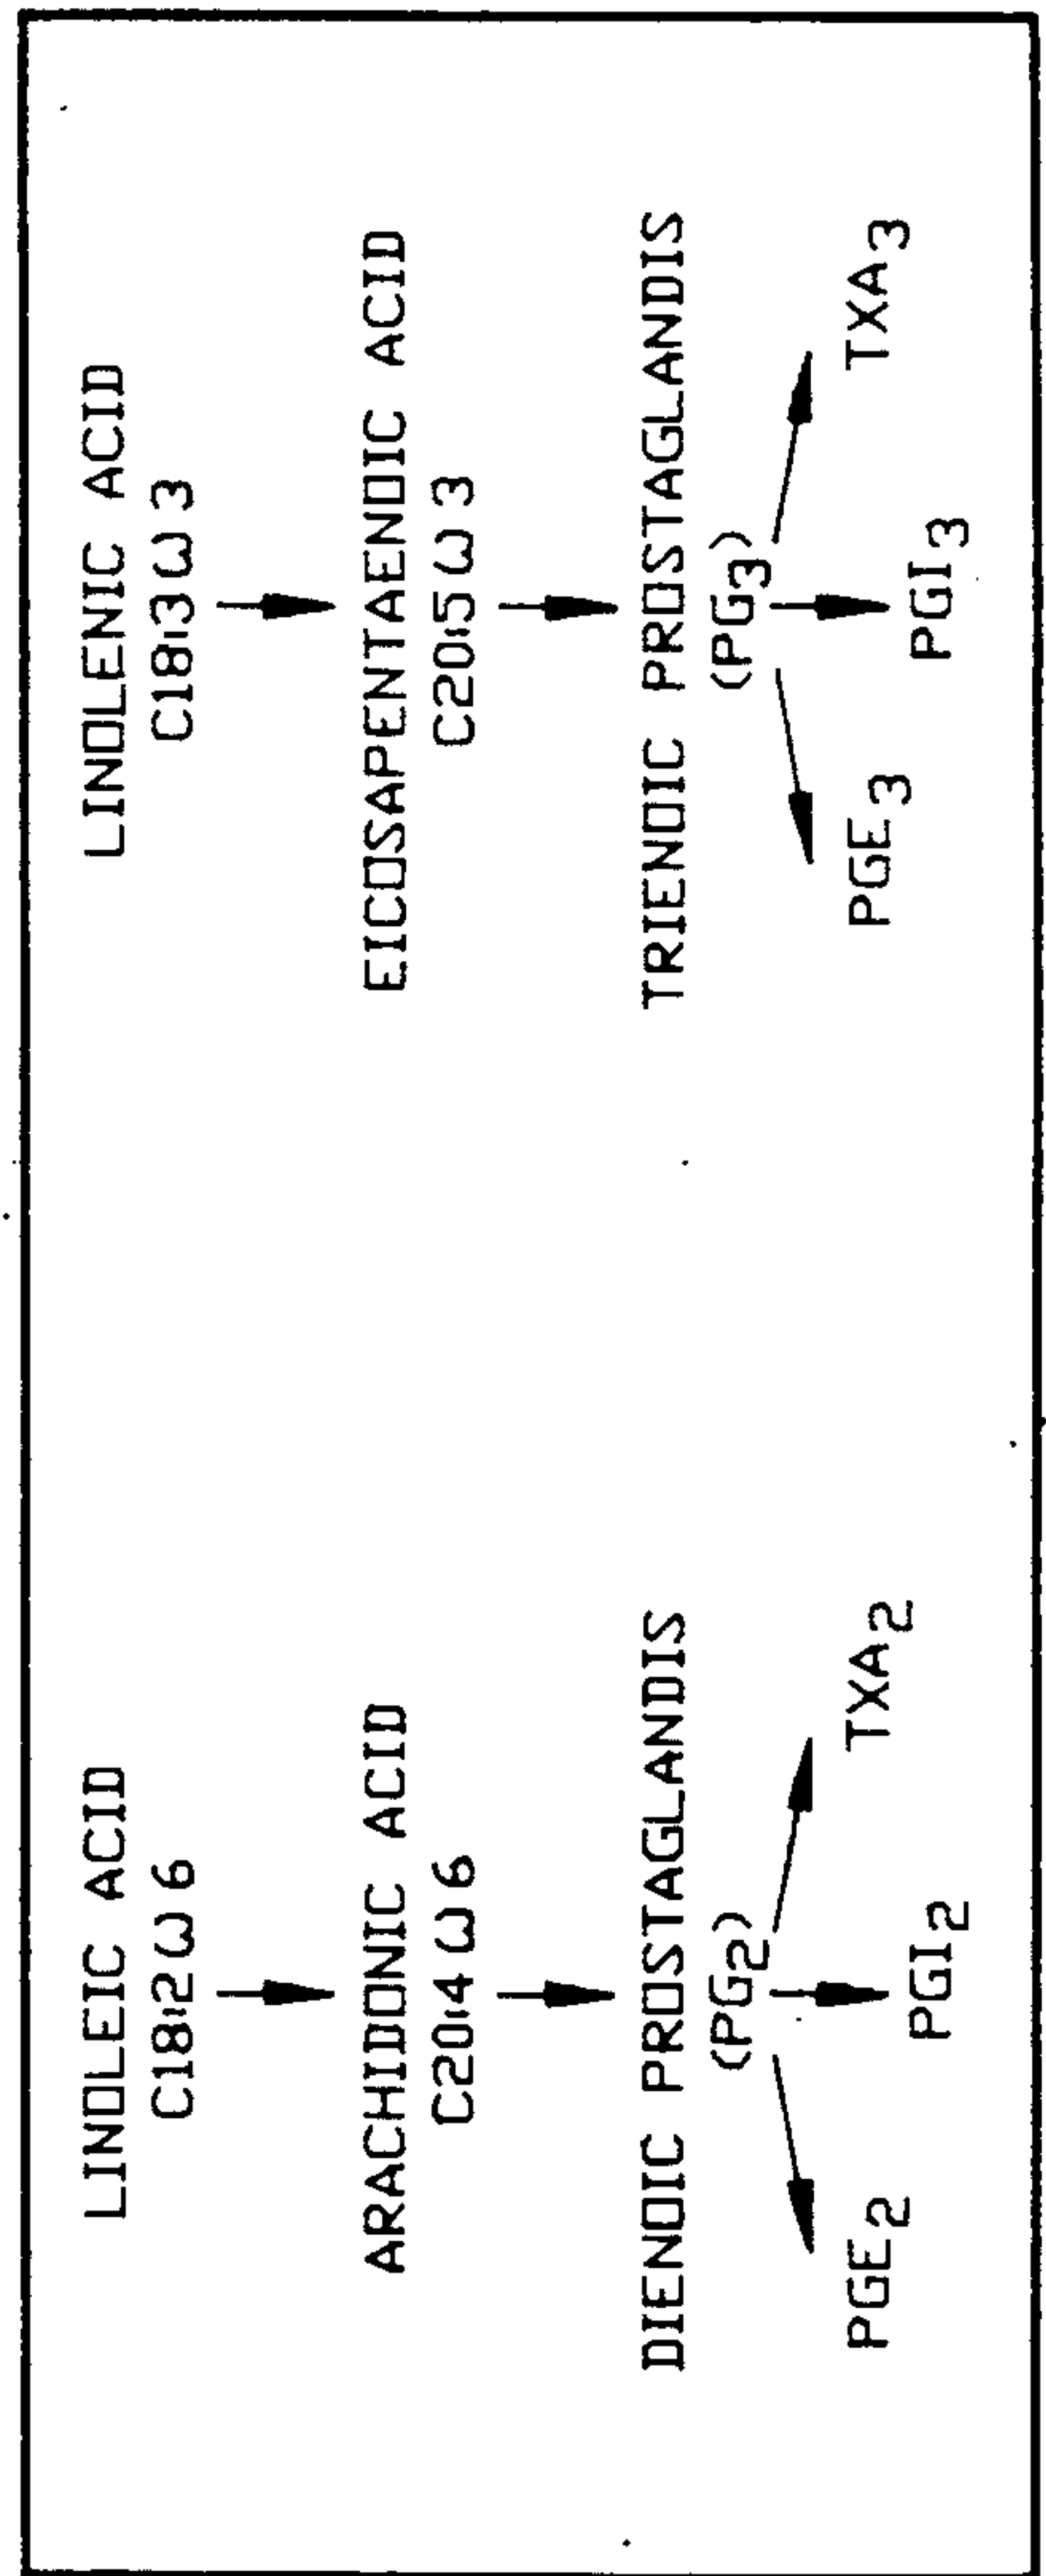 LINOLEIC ACID
C18:2 ω 6
ARACHIDONIC ACID
C20:4 ω 6
DIENOIC PROSTAGLANDIS
(PG₂)
PGE₂
PGI₂
TXA₂
LINOLENIC ACID
C18:3 ω 3
EICOSAPENTAENOIC ACID
C20:5 ω 3
TRIENOIC PROSTAGLANDIS
(PG₃)
PGE₃
PGI₃
TXA₃